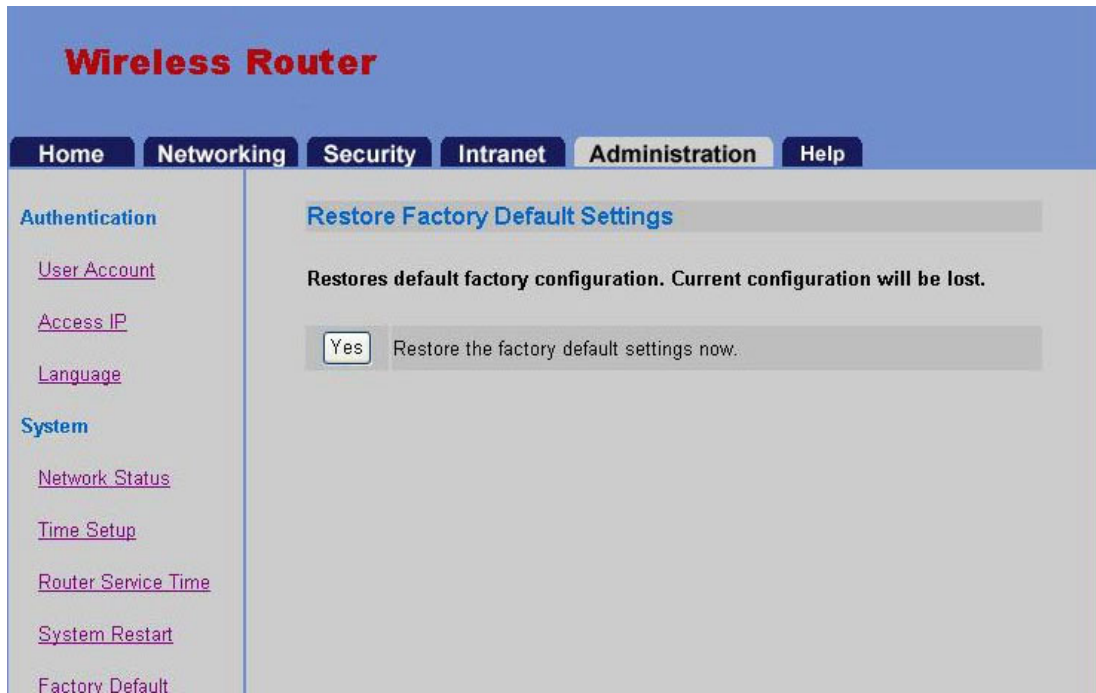 Wireless Router
Home Networking Security Intranet Administration Help
Authentication
User Account
Access IP
Language
System
Network Status
Time Setup
Router Service Time
System Restart
Factory Default
Restore Factory Default Settings
Restores default factory configuration. Current configuration will be lost.
Yes Restore the factory default settings now.